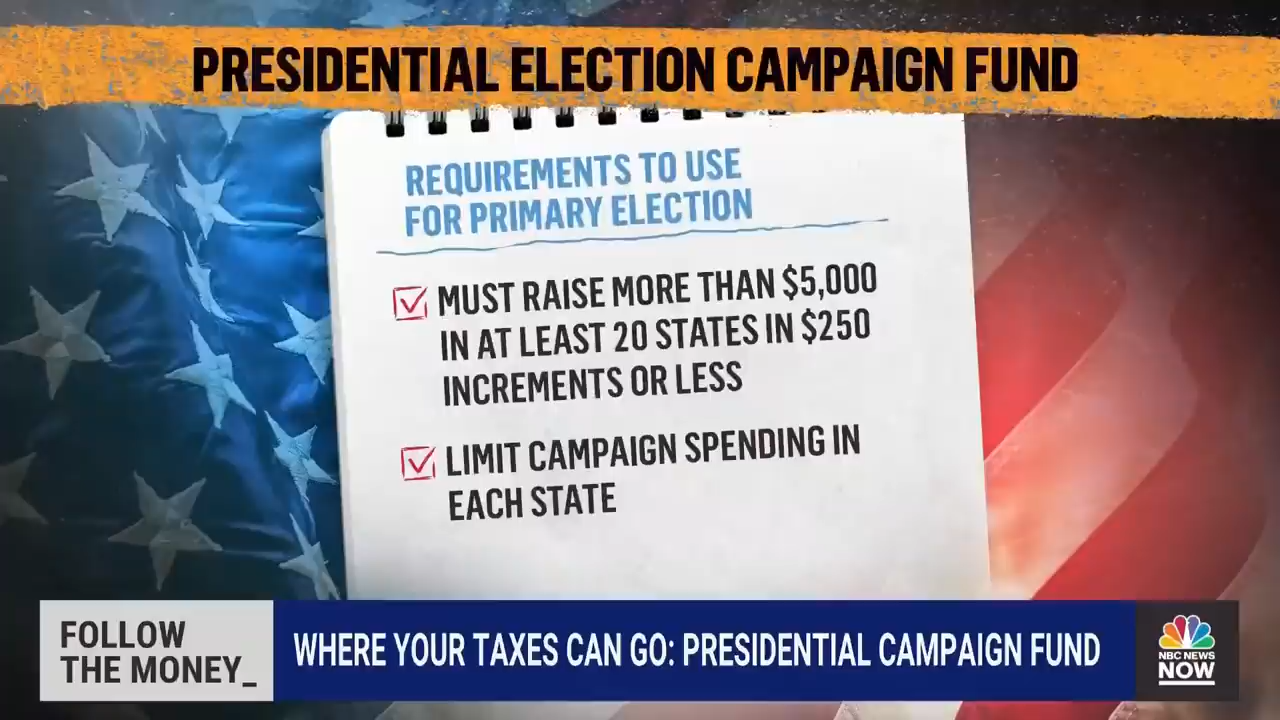 PRESIDENTIAL ELECTION CAMPAIGN FUND
REQUIREMENTS TO USE
FOR PRIMARY ELECTION
MUST RAISE MORE THAN $5,000
IN AT LEAST 20 STATES IN $250
INCREMENTS OR LESS
LIMIT CAMPAIGN SPENDING IN
EACH STATE
FOLLOW
THE MONEY_
WHERE YOUR TAXES CAN GO: PRESIDENTIAL CAMPAIGN FUND
NBC NEWS
NOW